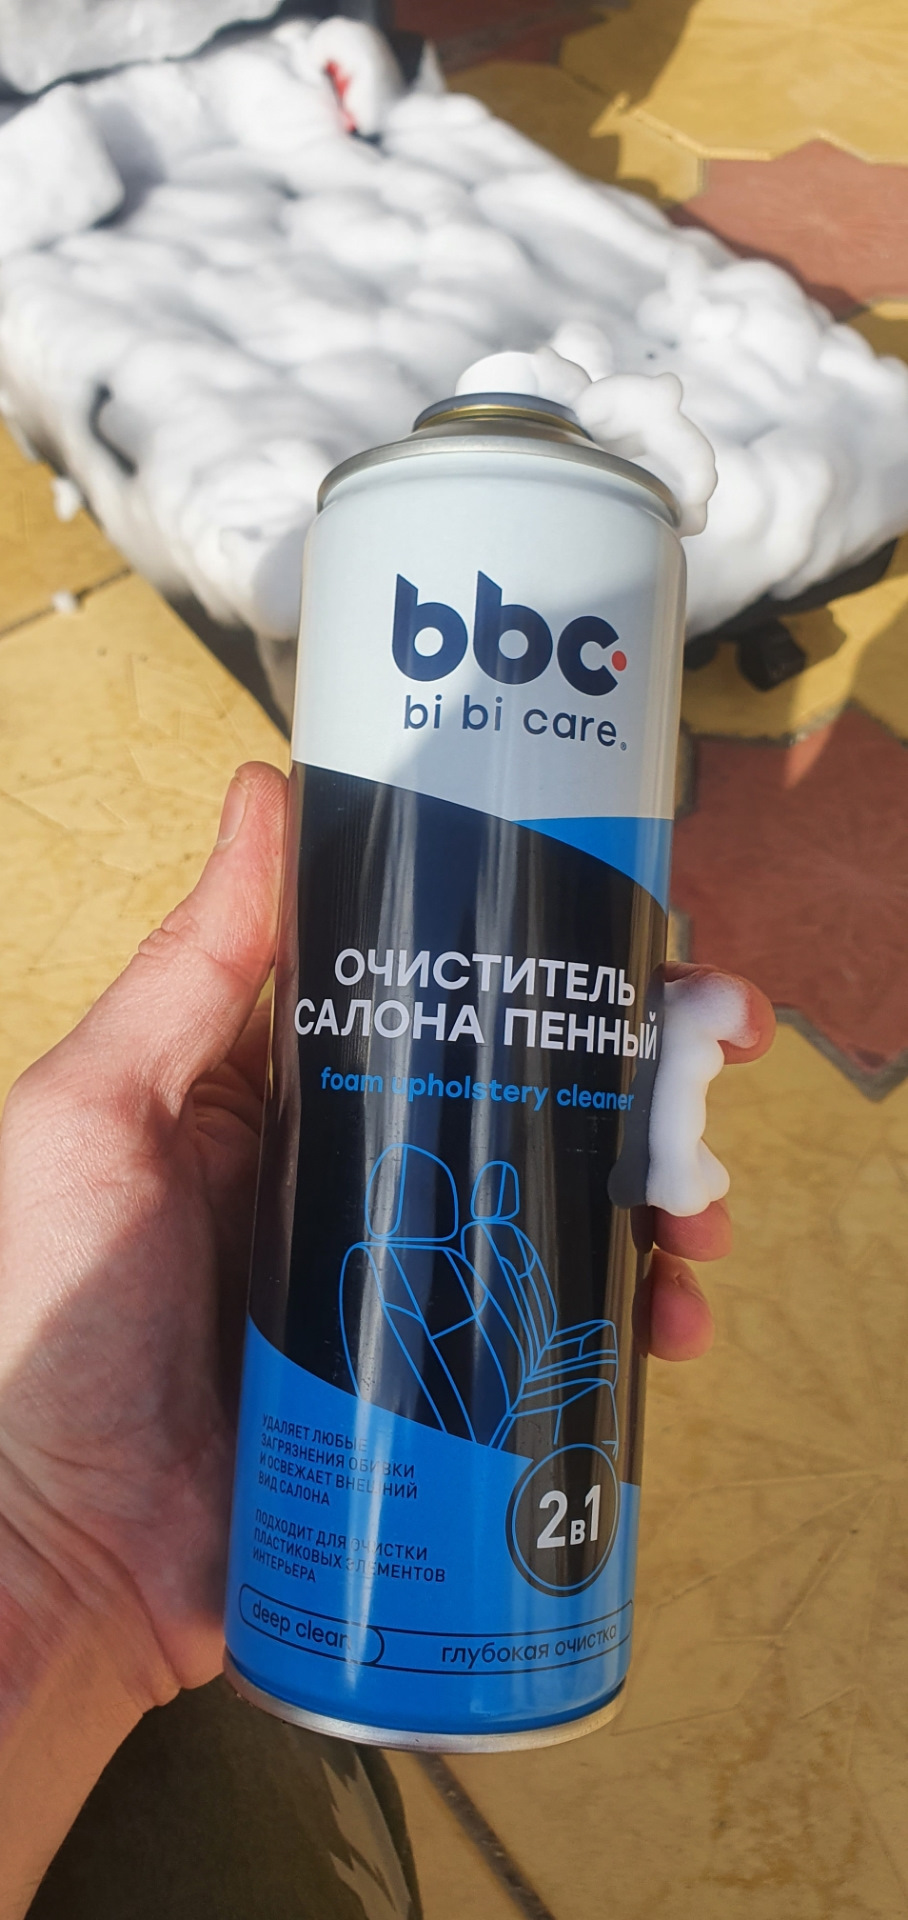 bbc
bi bi care®
ОЧИСТИТЕЛЬ
САЛОНА ПЕННЫЙ
foam upholstery cleaner
УДАЛЯЕТ ЛЮБЫЕ
ЗАГРЯЗНЕНИЯ ОБИВКИ
И ОСВЕЖАЕТ ВНЕШНИЙ
ВИД САЛОНА
ПОДХОДИТ ДЛЯ ОЧИСТКИ
ПЛАСТИКОВЫХ ЭЛЕМЕНТОВ
ИНТЕРЬЕРА
2в1
deep clean
глубокая очистка